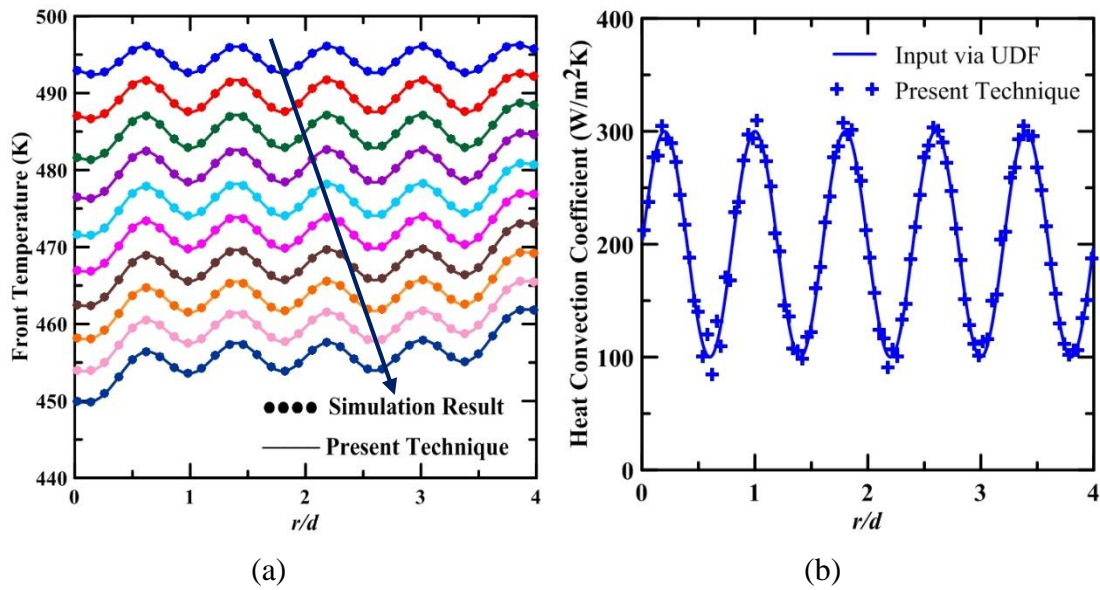 500
490
480
470
460
450
440
Front Temperature (K)
Simulation Result
Present Technique
0
1
2
3
4
r/d
(a)
400
300
200
100
0
Heat Convection Coefficient (W/m²K)
Input via UDF
Present Technique
0
1
2
3
4
r/d
(b)